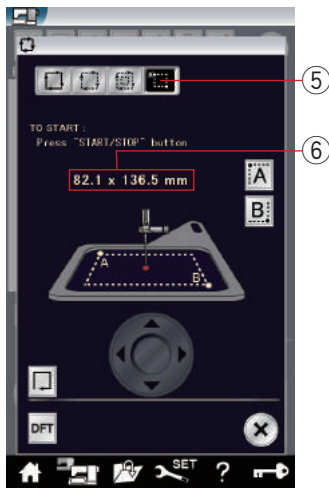 ⑤
TO START :
Press "START/STOP" button
⑥
82.1 x 136.5 mm
A
B
A
B
DFT
SET
?